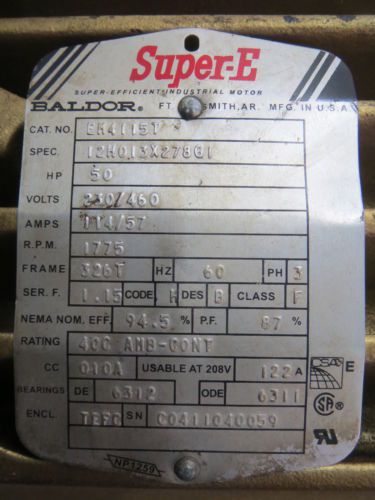 Super-E
SUPER-EFFICIENT INDUSTRIAL MOTOR
BALDOR® FT. SMITH, AR. MFG. IN U.S.A.
CAT. NO. EM4115T
SPEC. 12H013X278G1
HP 50
VOLTS 230/460
AMPS 114/57
R.P.M. 1775
FRAME 326T HZ 60 PH 3
SER. F. 1.15 CODE H DES B CLASS F
NEMA NOM. EFF. 94.5 % P.F. 87 %
RATING 40C AMB-CONT
CC 010A USABLE AT 208V 122 A
BEARINGS DE 6312 ODE 6311
ENCL. TEFC SN C0411040059
E
NP1259